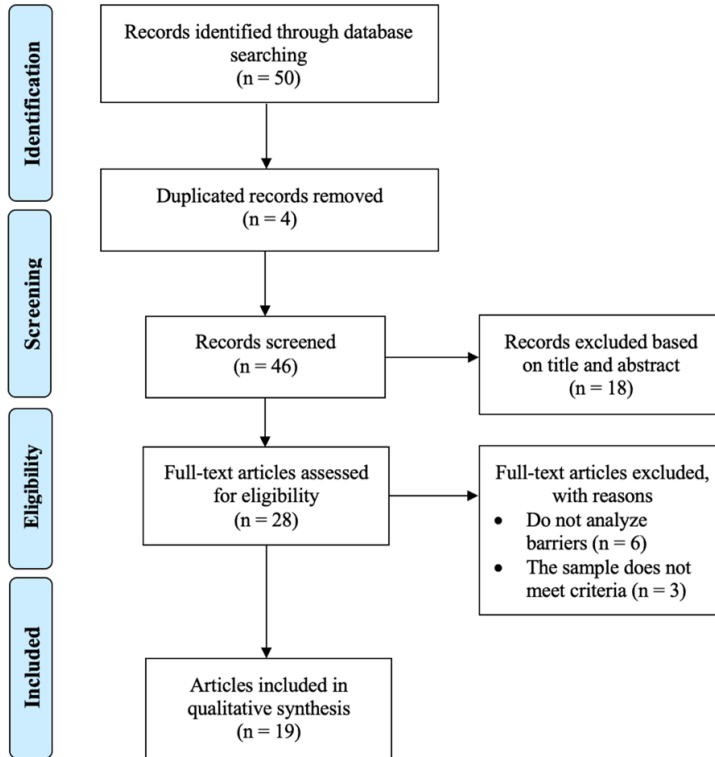 Identification
Records identified through database
searching
(n = 50)
Duplicated records removed
(n = 4)
Screening
Records screened
(n = 46)
Records excluded based
on title and abstract
(n = 18)
Eligibility
Full-text articles assessed
for eligibility
(n = 28)
Full-text articles excluded,
with reasons
• Do not analyze
barriers (n = 6)
• The sample does not
meet criteria (n = 3)
Included
Articles included in
qualitative synthesis
(n = 19)